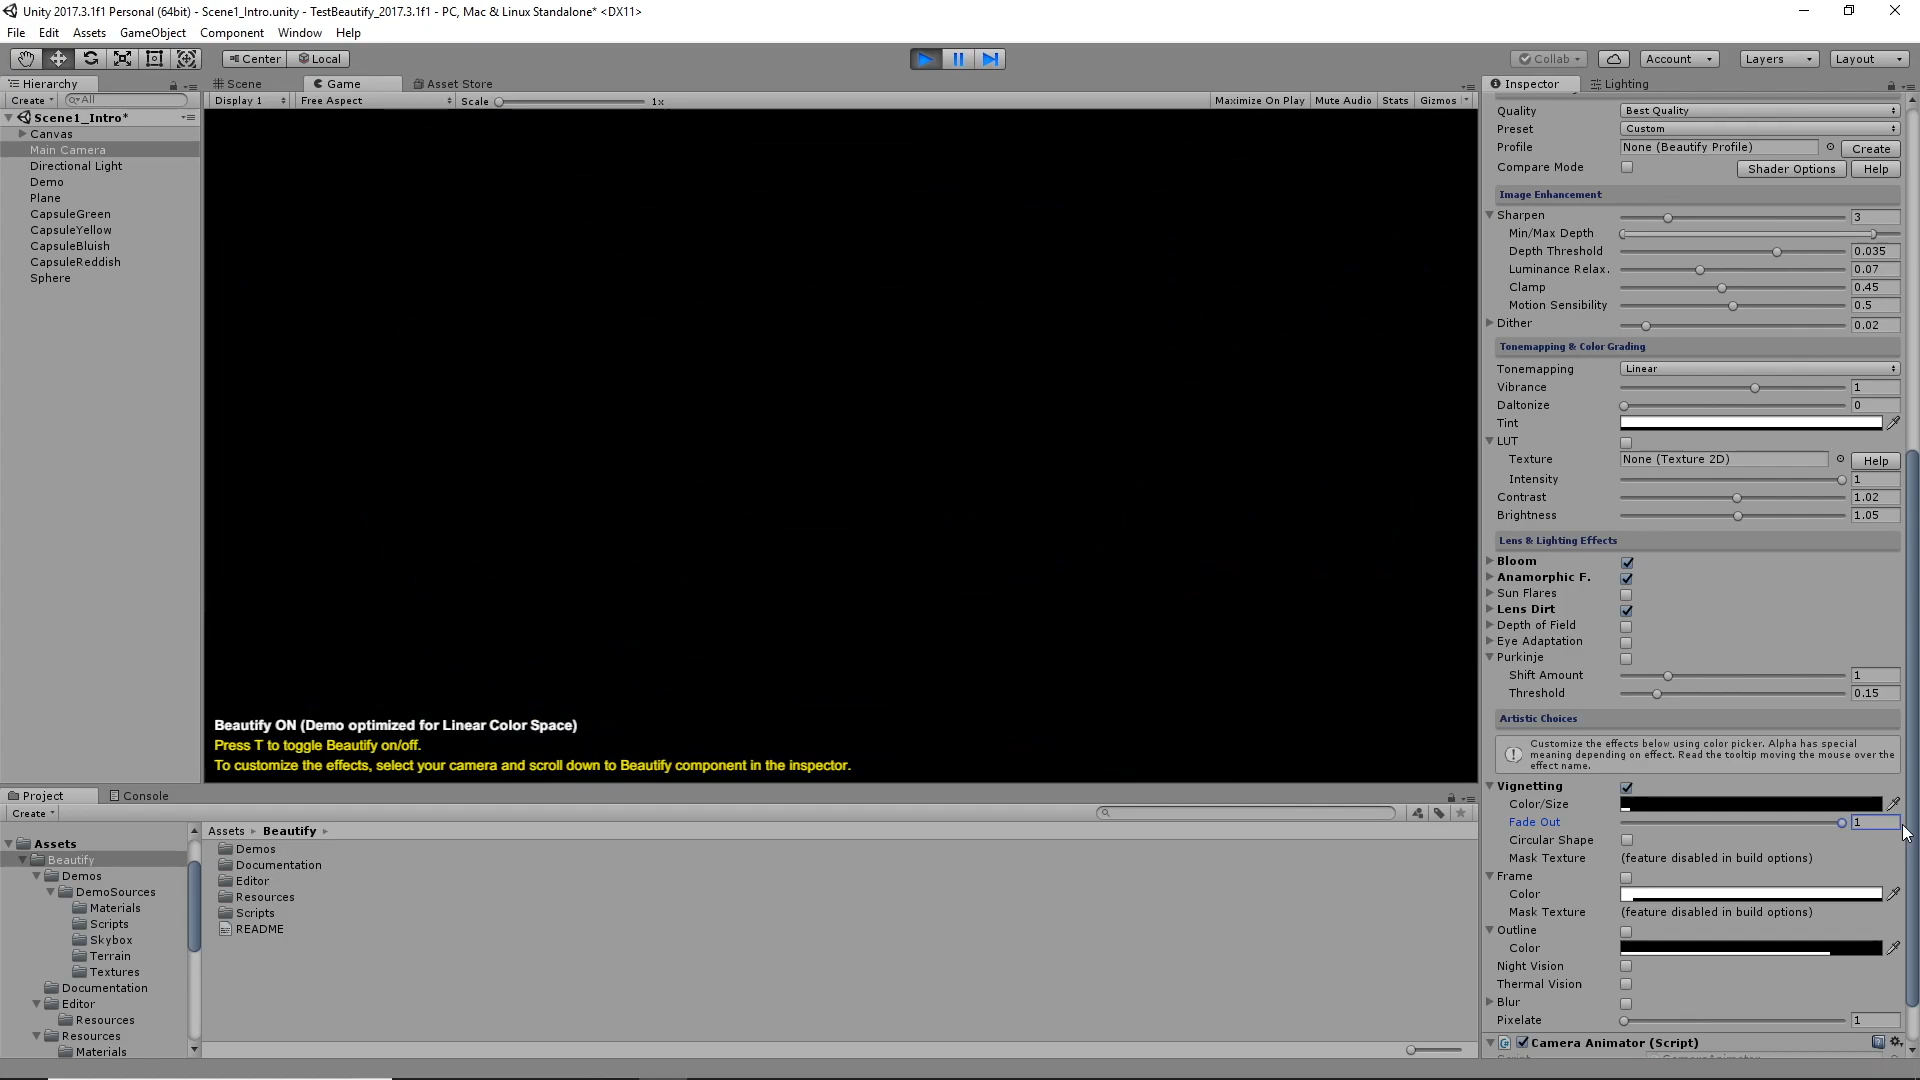 Unity 2017.3.1f1 Personal (64bit) - Scene1_Intro.unity - TestBeautify_2017.3.1f1 - PC, Mac & Linux Standalone* <DX11>
File Edit Assets GameObject Component Window Help
Center Local Collab Account Layers Layout
Hierarchy
Create All
Scene1_Intro*
Canvas
Main Camera
Directional Light
Demo
Plane
CapsuleGreen
CapsuleYellow
CapsuleBluish
CapsuleReddish
Sphere
Scene Game Asset Store
Display 1 Free Aspect Scale 1x Maximize On Play Mute Audio Stats Gizmos
Beautify ON (Demo optimized for Linear Color Space)
Press T to toggle Beautify on/off.
To customize the effects, select your camera and scroll down to Beautify component in the inspector.
Project Console
Create
Assets
Beautify
Demos
DemoSources
Materials
Scripts
Skybox
Terrain
Textures
Documentation
Editor
Resources
Resources
Materials
Assets Beautify
Demos
Documentation
Editor
Resources
Scripts
README
Inspector Lighting
Quality Best Quality
Preset Custom
Profile None (Beautify Profile) Create
Compare Mode Shader Options Help
Image Enhancement
Sharpen 3
Min/Max Depth
Depth Threshold 0.035
Luminance Relax. 0.07
Clamp 0.45
Motion Sensibility 0.5
Dither 0.02
Tonemapping & Color Grading
Tonemapping Linear
Vibrance 1
Daltonize 0
Tint
LUT
Texture None (Texture 2D) Help
Intensity 1
Contrast 1.02
Brightness 1.05
Lens & Lighting Effects
Bloom
Anamorphic F.
Sun Flares
Lens Dirt
Depth of Field
Eye Adaptation
Purkinje
Shift Amount 1
Threshold 0.15
Artistic Choices
Customize the effects below using color picker. Alpha has special
meaning depending on effect. Read the tooltip moving the mouse over the
effect name.
Vignetting
Color/Size
Fade Out 1
Circular Shape
Mask Texture (feature disabled in build options)
Frame
Color
Mask Texture (feature disabled in build options)
Outline
Color
Night Vision
Thermal Vision
Blur
Pixelate 1
Camera Animator (Script)